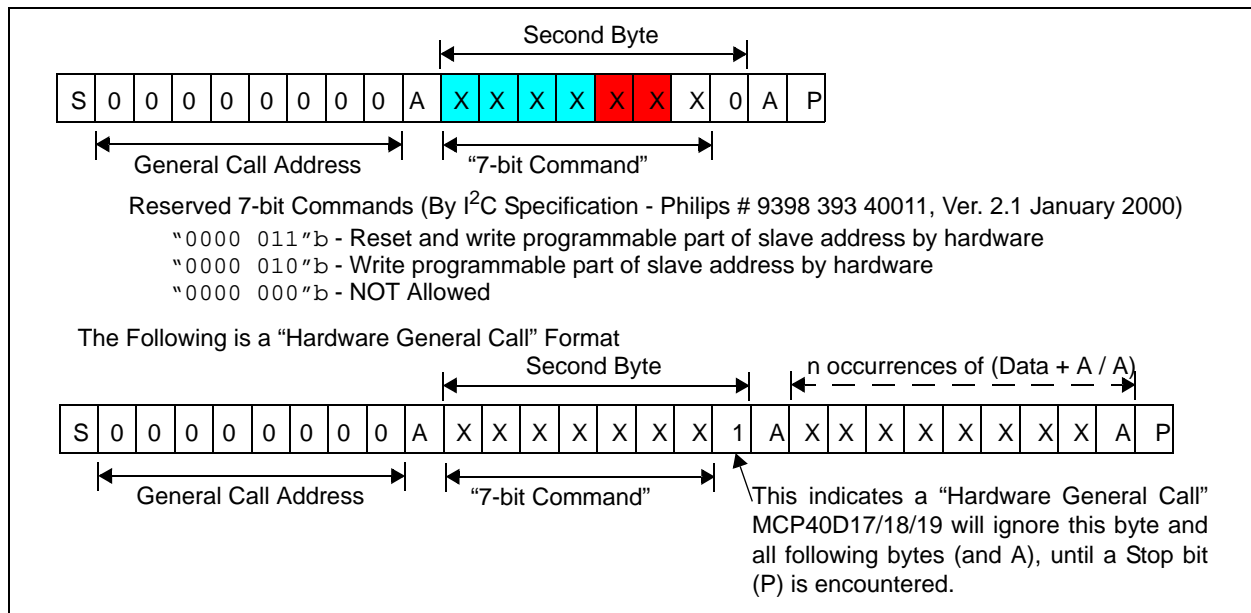 Second Byte
S 0 0 0 0 0 0 0 0 A X X X X X X X 0 A P
General Call Address “7-bit Command”
Reserved 7-bit Commands (By I²C Specification - Philips # 9398 393 40011, Ver. 2.1 January 2000)
“0000 011”b - Reset and write programmable part of slave address by hardware
“0000 010”b - Write programmable part of slave address by hardware
“0000 000”b - NOT Allowed
The Following is a “Hardware General Call” Format
Second Byte n occurrences of (Data + A / A)
S 0 0 0 0 0 0 0 0 A X X X X X X X 1 A X X X X X X X X A P
General Call Address “7-bit Command”
This indicates a “Hardware General Call”
MCP40D17/18/19 will ignore this byte and
all following bytes (and A), until a Stop bit
(P) is encountered.